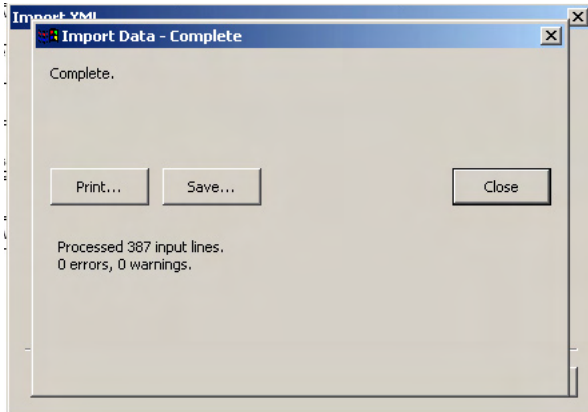 Import XML
Import Data - Complete
Complete.
Print...
Save...
Close
Processed 387 input lines.
0 errors, 0 warnings.